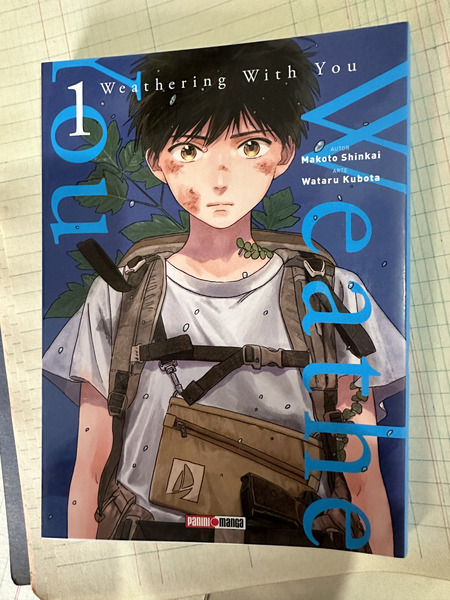 Weathering With You
1
You
Weathe
AUTOR
Makoto Shinkai
ARTE
Wataru Kubota
PANINI MANGA